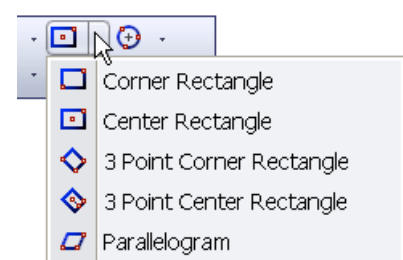 Corner Rectangle
Center Rectangle
3 Point Corner Rectangle
3 Point Center Rectangle
Parallelogram